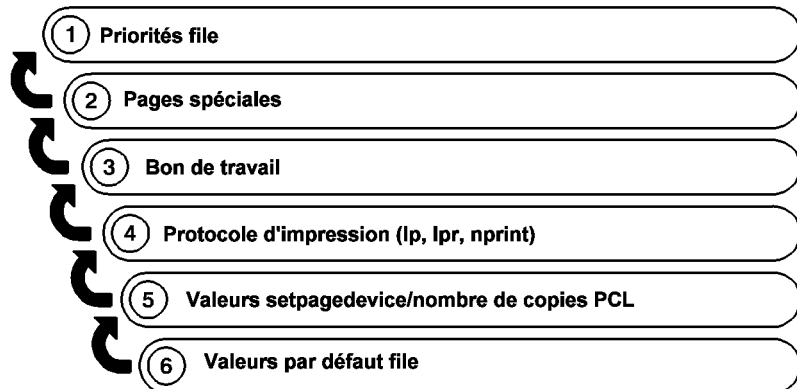 1 Priorités file
2 Pages spéciales
3 Bon de travail
4 Protocole d'impression (lp, lpr, nprint)
5 Valeurs setpagedevice/nombre de copies PCL
6 Valeurs par défaut file